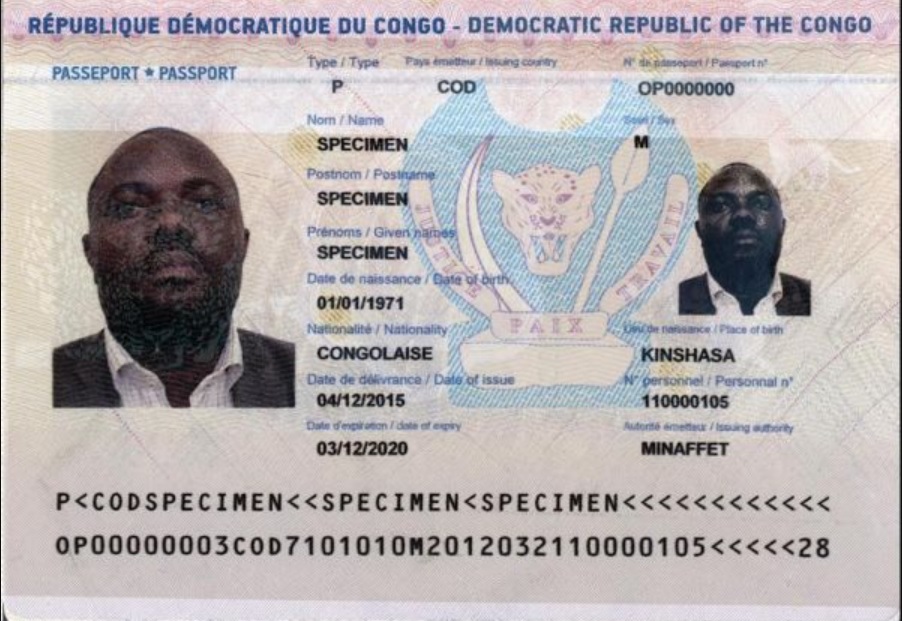 RÉPUBLIQUE DÉMOCRATIQUE DU CONGO - DEMOCRATIC REPUBLIC OF THE CONGO
PASSEPORT ★ PASSPORT
Type / Type Pays émetteur / Issuing country N° de passeport / Passport n°
P COD OP0000000
Nom / Name Sexe / Sex
SPECIMEN M
Postnom / Postname
SPECIMEN
Prénoms / Given names
SPECIMEN
Date de naissance / Date of birth
01/01/1971
JUSTICE PAIX TRAVAIL
Nationalité / Nationality Lieu de naissance / Place of birth
CONGOLAISE KINSHASA
Date de délivrance / Date of issue N° personnel / Personnal n°
04/12/2015 110000105
Date d'expiration / date of expiry Autorité émetteur / Issuing authority
03/12/2020 MINAFFET
P<CODSPECIMEN<<SPECIMEN<SPECIMEN<<<<<<<<<<<<
OP00000003COD7101010M2012032110000105<<<<<28